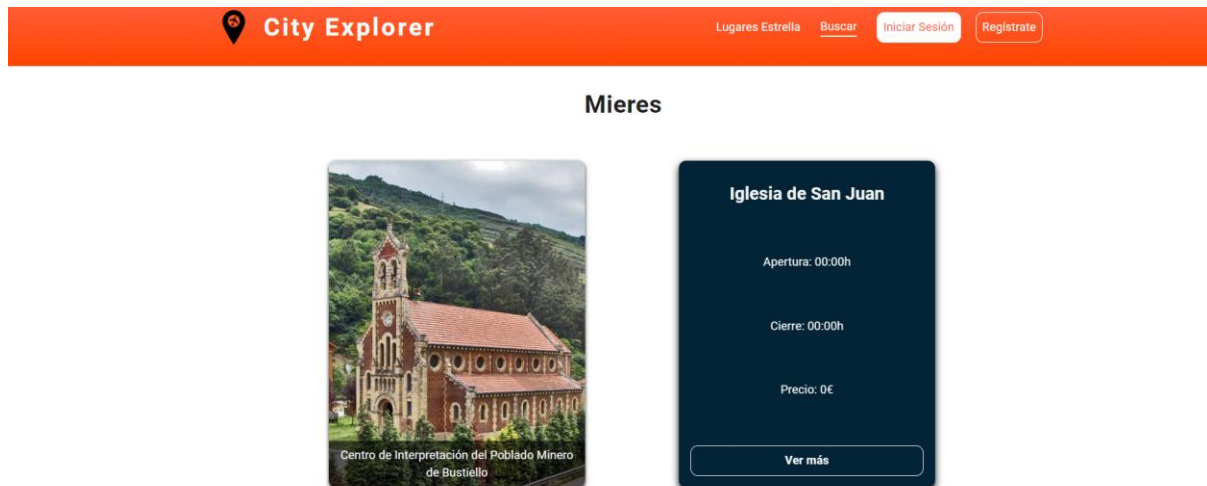 City Explorer
Lugares Estrella
Buscar
Iniciar Sesión
Regístrate
Mieres
Centro de Interpretación del Poblado Minero
de Bustiello
Iglesia de San Juan
Apertura: 00:00h
Cierre: 00:00h
Precio: 0€
Ver más